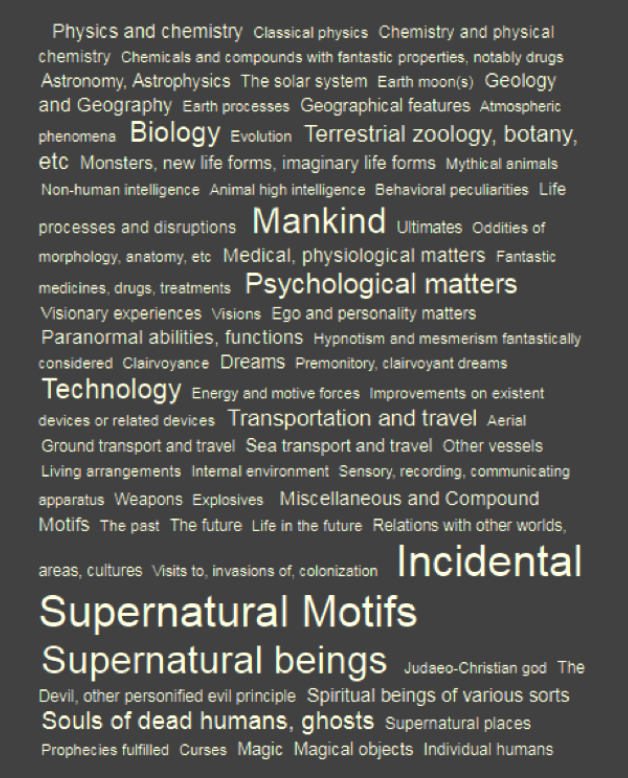 Physics and chemistry Classical physics Chemistry and physical
chemistry Chemicals and compounds with fantastic properties, notably drugs
Astronomy, Astrophysics The solar system Earth moon(s) Geology
and Geography Earth processes Geographical features Atmospheric
phenomena Biology Evolution Terrestrial zoology, botany,
etc Monsters, new life forms, imaginary life forms Mythical animals
Non-human intelligence Animal high intelligence Behavioral peculiarities Life
processes and disruptions Mankind Ultimates Oddities of
morphology, anatomy, etc Medical, physiological matters Fantastic
medicines, drugs, treatments Psychological matters
Visionary experiences Visions Ego and personality matters
Paranormal abilities, functions Hypnotism and mesmerism fantastically
considered Clairvoyance Dreams Premonitory, clairvoyant dreams
Technology Energy and motive forces Improvements on existent
devices or related devices Transportation and travel Aerial
Ground transport and travel Sea transport and travel Other vessels
Living arrangements Internal environment Sensory, recording, communicating
apparatus Weapons Explosives Miscellaneous and Compound
Motifs The past The future Life in the future Relations with other worlds,
areas, cultures Visits to, invasions of, colonization Incidental
Supernatural Motifs
Supernatural beings Judaeo-Christian god The
Devil, other personified evil principle Spiritual beings of various sorts
Souls of dead humans, ghosts Supernatural places
Prophecies fulfilled Curses Magic Magical objects Individual humans